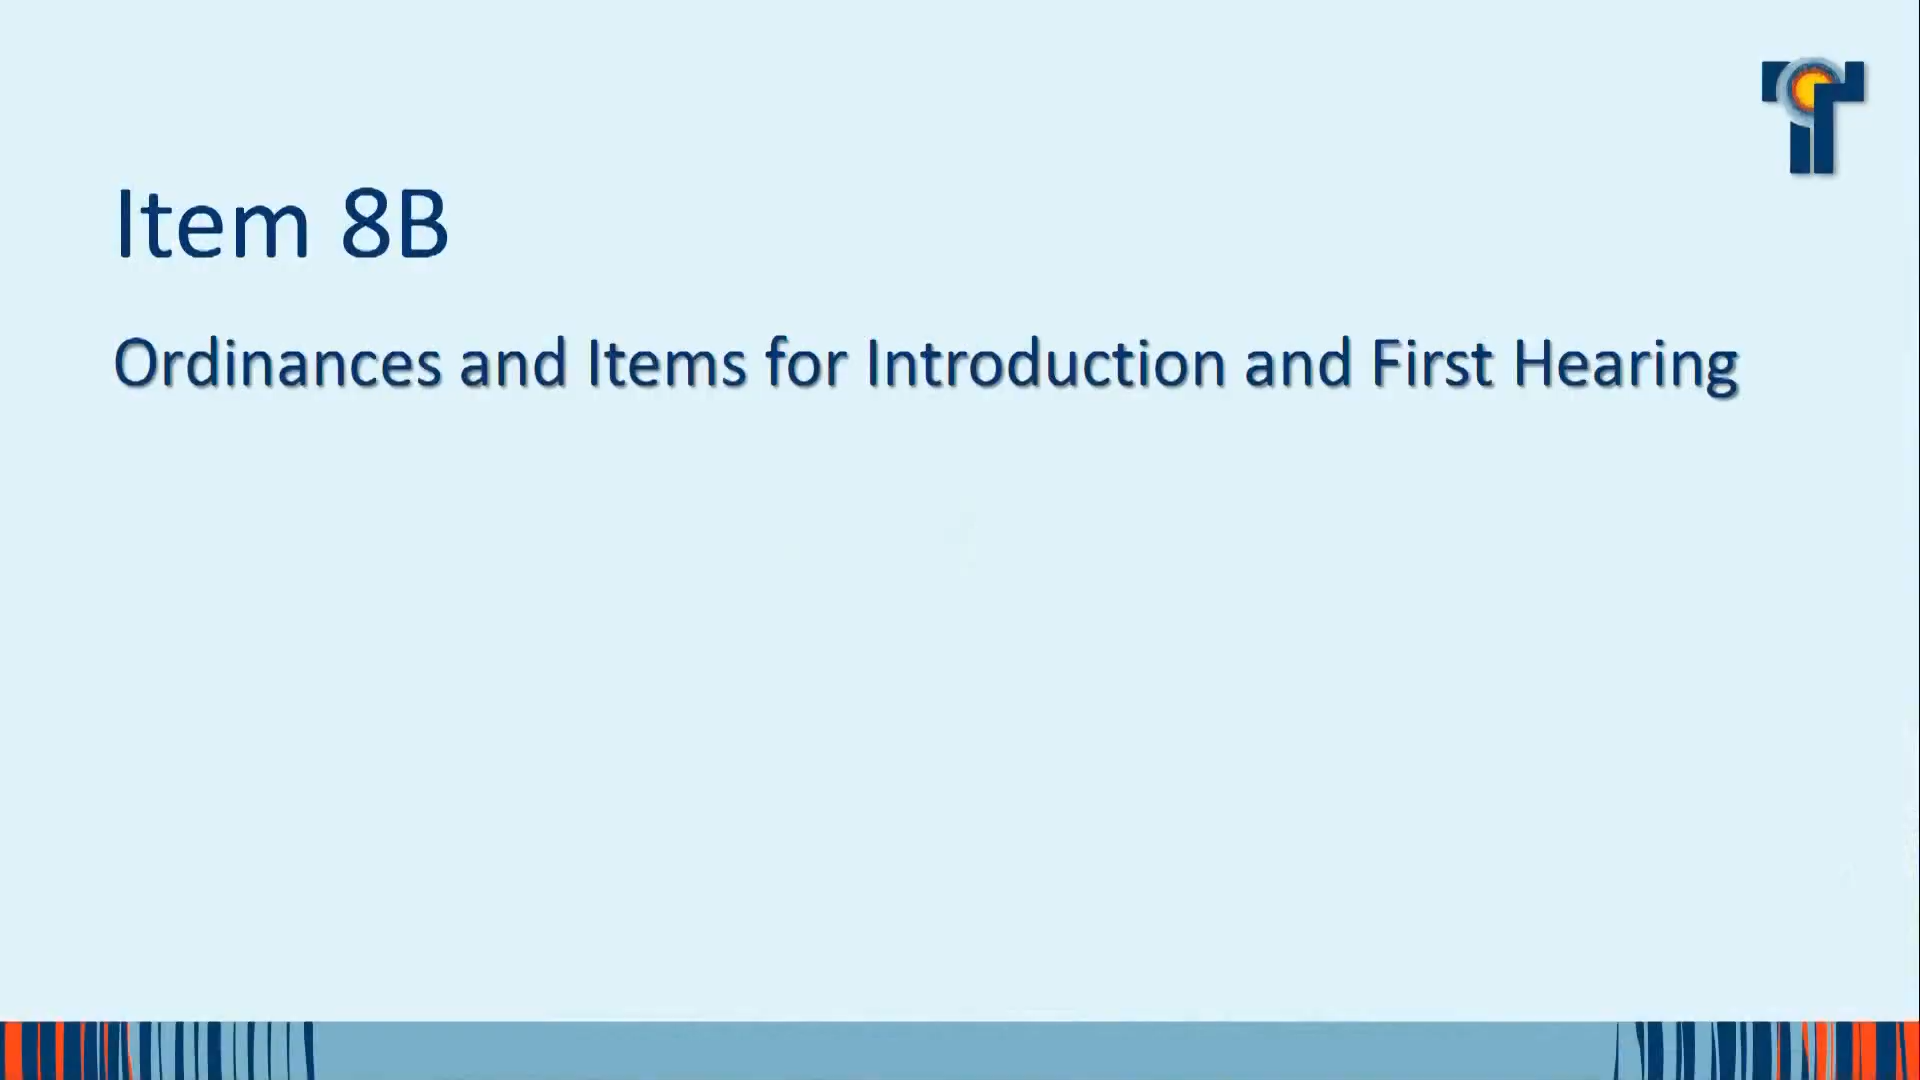 Item 8B
Ordinances and Items for Introduction and First Hearing